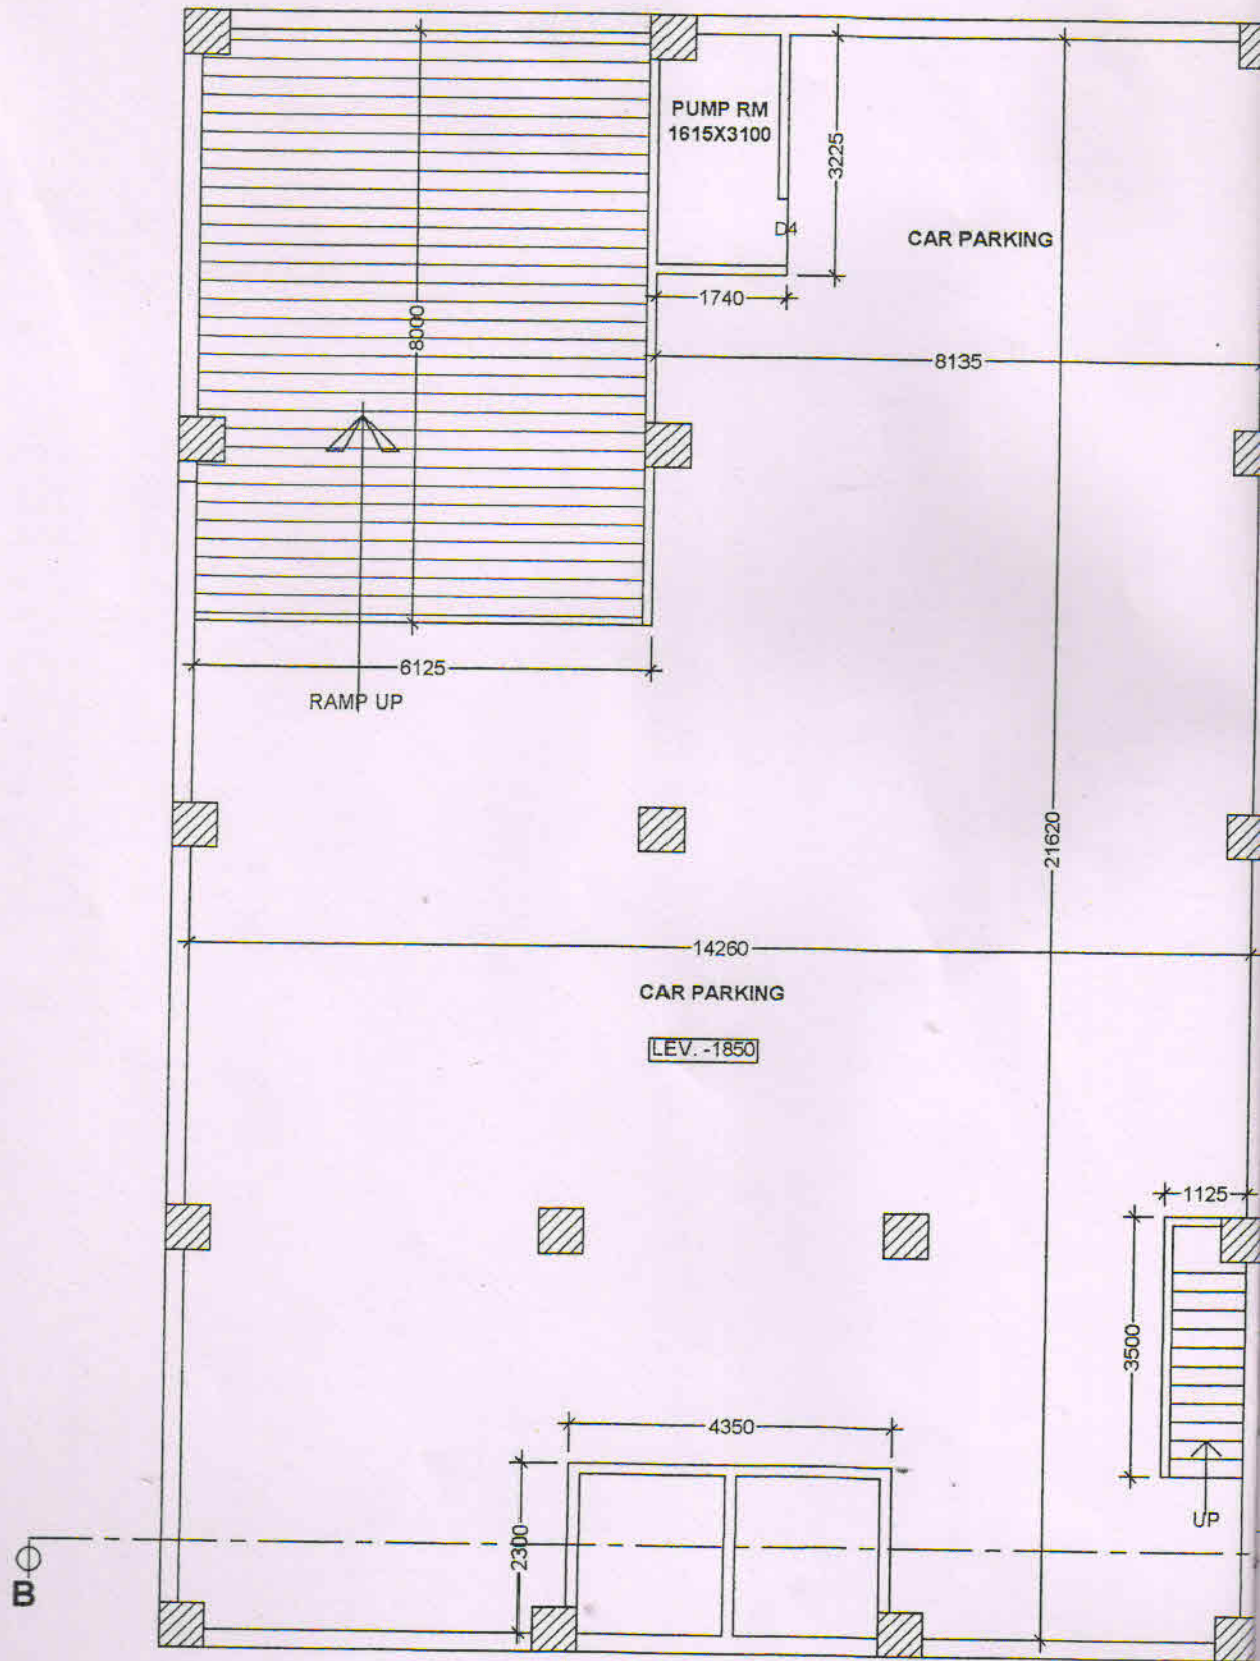 PUMP RM
1615X3100
3225
D4
CAR PARKING
1740
8000
8135
6125
RAMP UP
21620
14260
CAR PARKING
LEV. -1850
1125
3500
4350
2300
UP
B